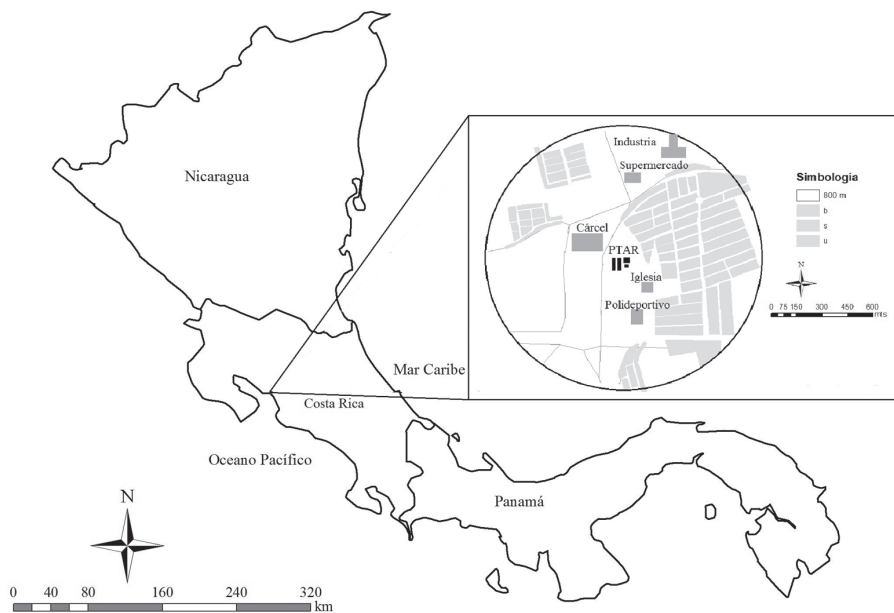 Nicaragua
Industria
Supermercado
Cârcel
PTAR
Iglesia
Polideportivo
Simbologia
800 m
b
s
u
N
0 75 150 300 450 600
mts
Mar Caribe
Costa Rica
Oceano Pacífico
Panamá
N
0 40 80 160 240 320
km